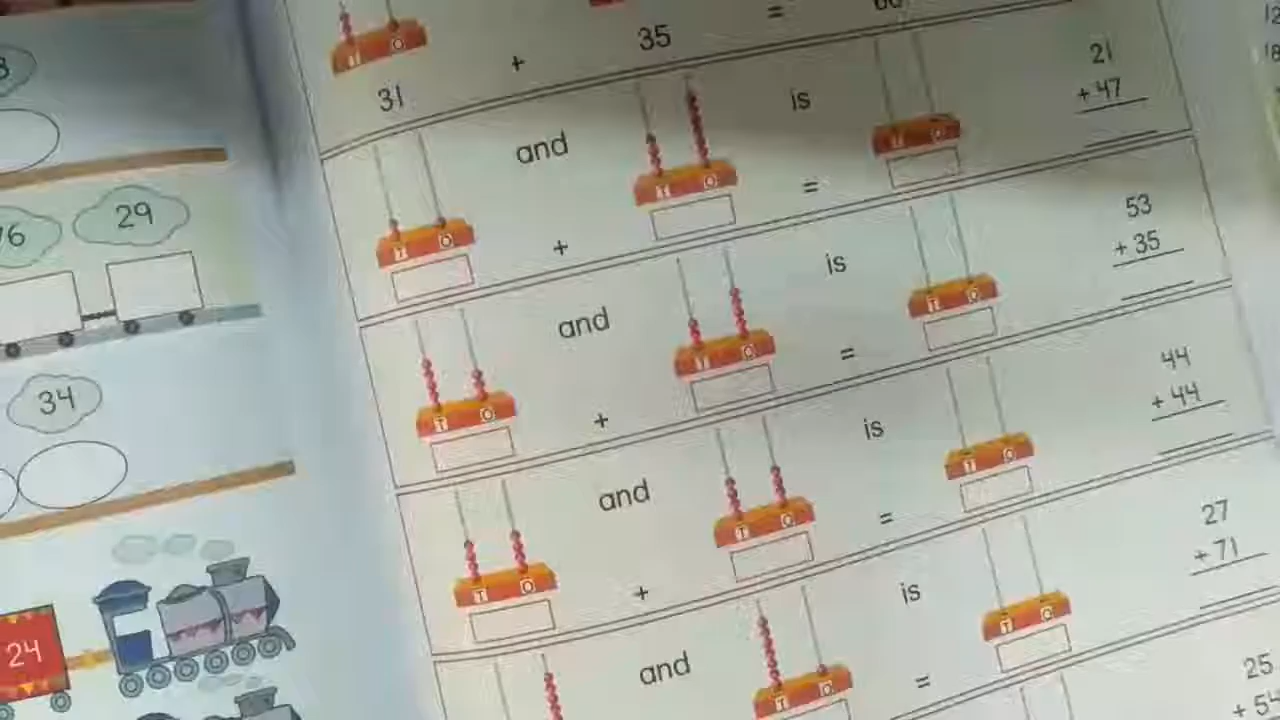 29
34
24
T O
31 + 35 =
and is
T O T O T O
+ =
21
+ 47
and is
T O T O T O
+ =
53
+ 35
and is
T O T O T O
+ =
44
+ 44
and is
T O T O
+ =
27
+ 71
25